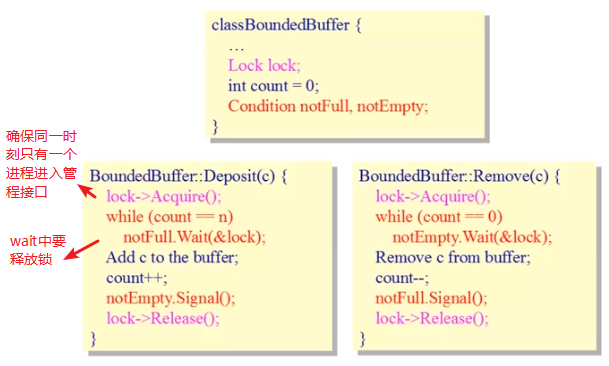 classBoundedBuffer {
…
Lock lock;
int count = 0;
Condition notFull, notEmpty;
}
确保同一时
刻只有一个
进程进入管
程接口
wait中要
释放锁
BoundedBuffer::Deposit(c) {
lock->Acquire();
while (count == n)
notFull.Wait(&lock);
Add c to the buffer;
count++;
notEmpty.Signal();
lock->Release();
}
BoundedBuffer::Remove(c) {
lock->Acquire();
while (count == 0)
notEmpty.Wait(&lock);
Remove c from buffer;
count--;
notFull.Signal();
lock->Release();
}